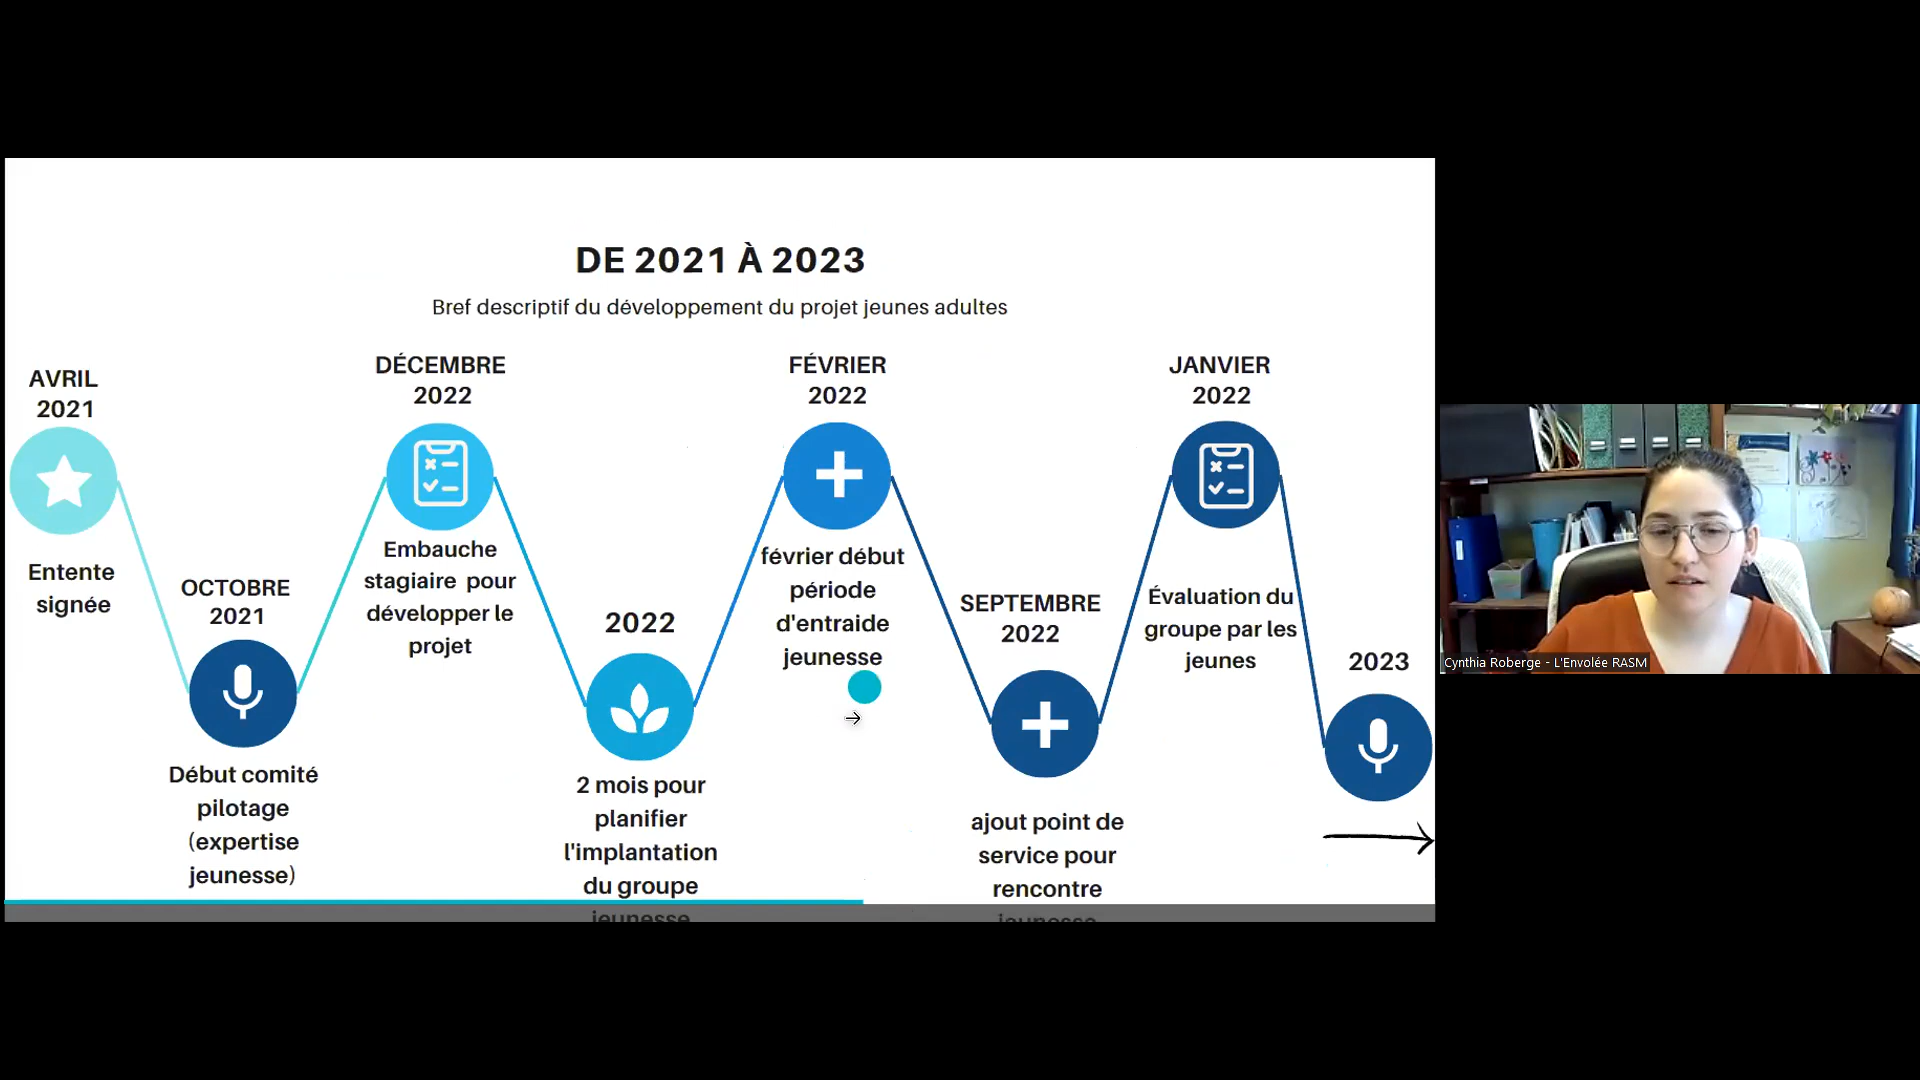 DE 2021 À 2023
Bref descriptif du développement du projet jeunes adultes
AVRIL
2021
Entente
signée
OCTOBRE
2021
Début comité
pilotage
(expertise
jeunesse)
DÉCEMBRE
2022
Embauche
stagiaire pour
développer le
projet
2022
2 mois pour
planifier
l'implantation
du groupe
jeunesse
FÉVRIER
2022
février début
période
d'entraide
jeunesse
SEPTEMBRE
2022
ajout point de
service pour
rencontre
jeunesse
JANVIER
2022
Évaluation du
groupe par les
jeunes
2023
Cynthia Roberge - L'Envolée RASM